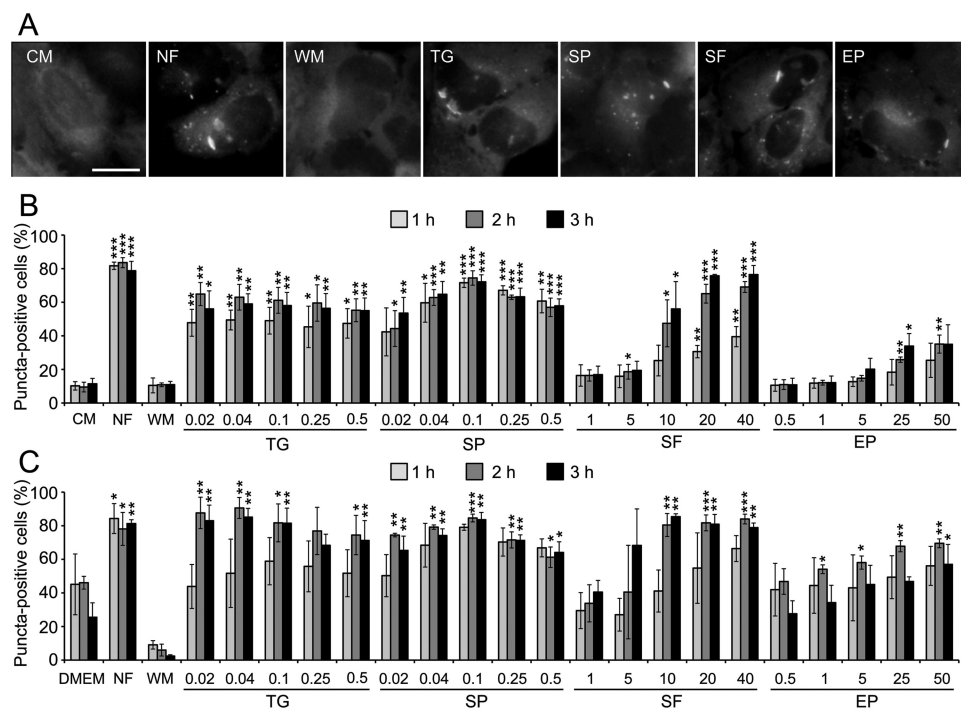 A
CM NF WM TG SP SF EP
B
1 h 2 h 3 h
Puncta-positive cells (%)
100
80
60
40
20
0
CM NF WM 0.02 0.04 0.1 0.25 0.5 0.02 0.04 0.1 0.25 0.5 1 5 10 20 40 0.5 1 5 25 50
TG SP SF EP
C
1 h 2 h 3 h
Puncta-positive cells (%)
100
80
60
40
20
0
DMEM NF WM 0.02 0.04 0.1 0.25 0.5 0.02 0.04 0.1 0.25 0.5 1 5 10 20 40 0.5 1 5 25 50
TG SP SF EP